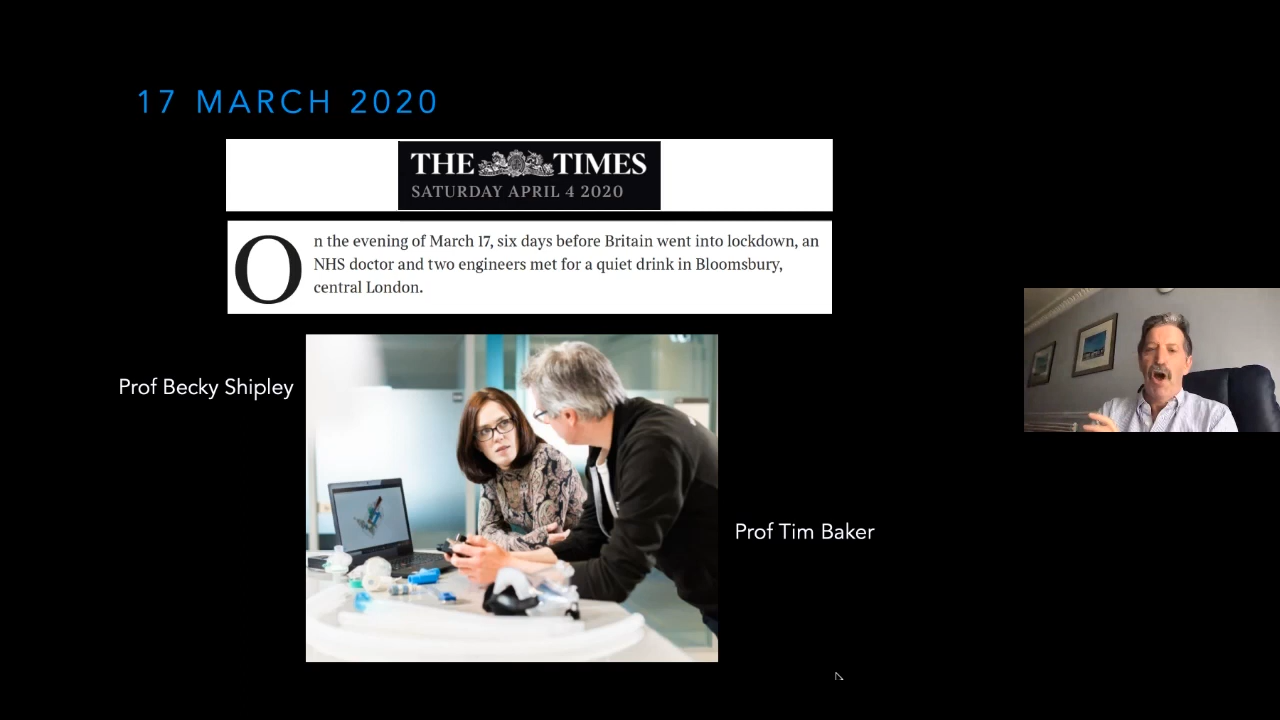 17 MARCH 2020
THE TIMES
SATURDAY APRIL 4 2020
On the evening of March 17, six days before Britain went into lockdown, an
NHS doctor and two engineers met for a quiet drink in Bloomsbury,
central London.
Prof Becky Shipley
Prof Tim Baker